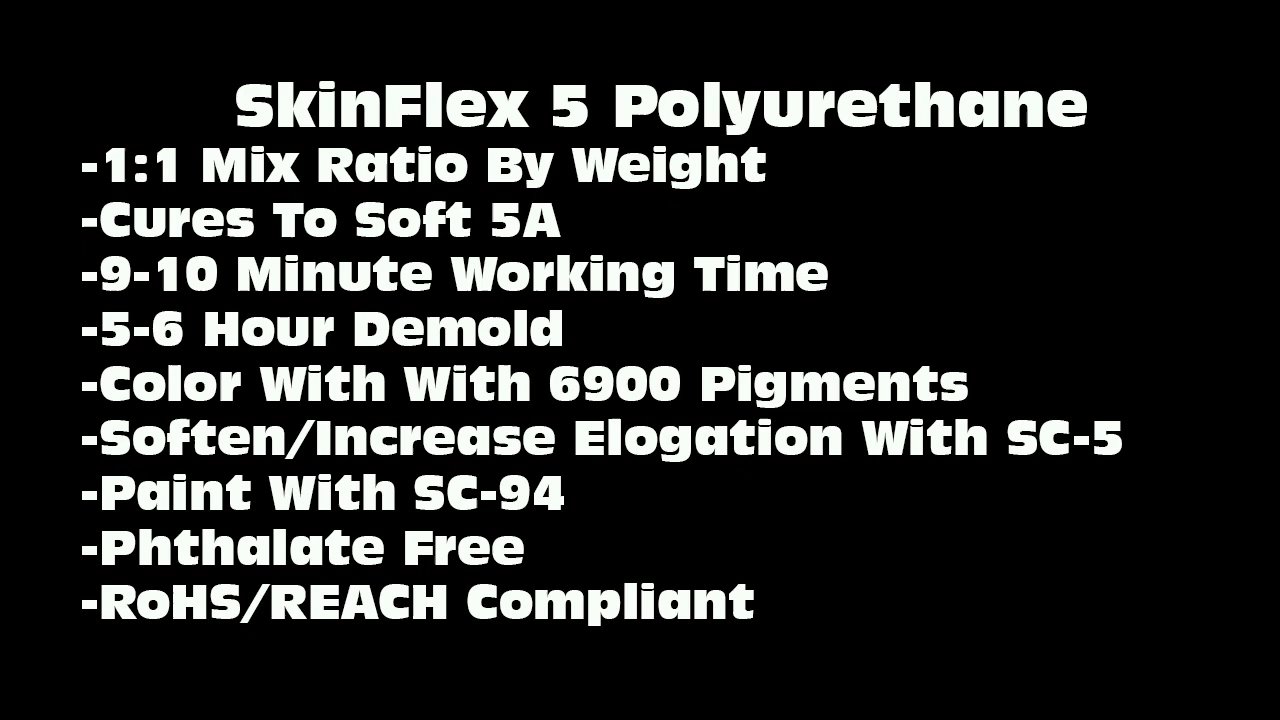 SkinFlex 5 Polyurethane
-1:1 Mix Ratio By Weight
-Cures To Soft 5A
-9-10 Minute Working Time
-5-6 Hour Demold
-Color With With 6900 Pigments
-Soften/Increase Elogation With SC-5
-Paint With SC-94
-Phthalate Free
-RoHS/REACH Compliant